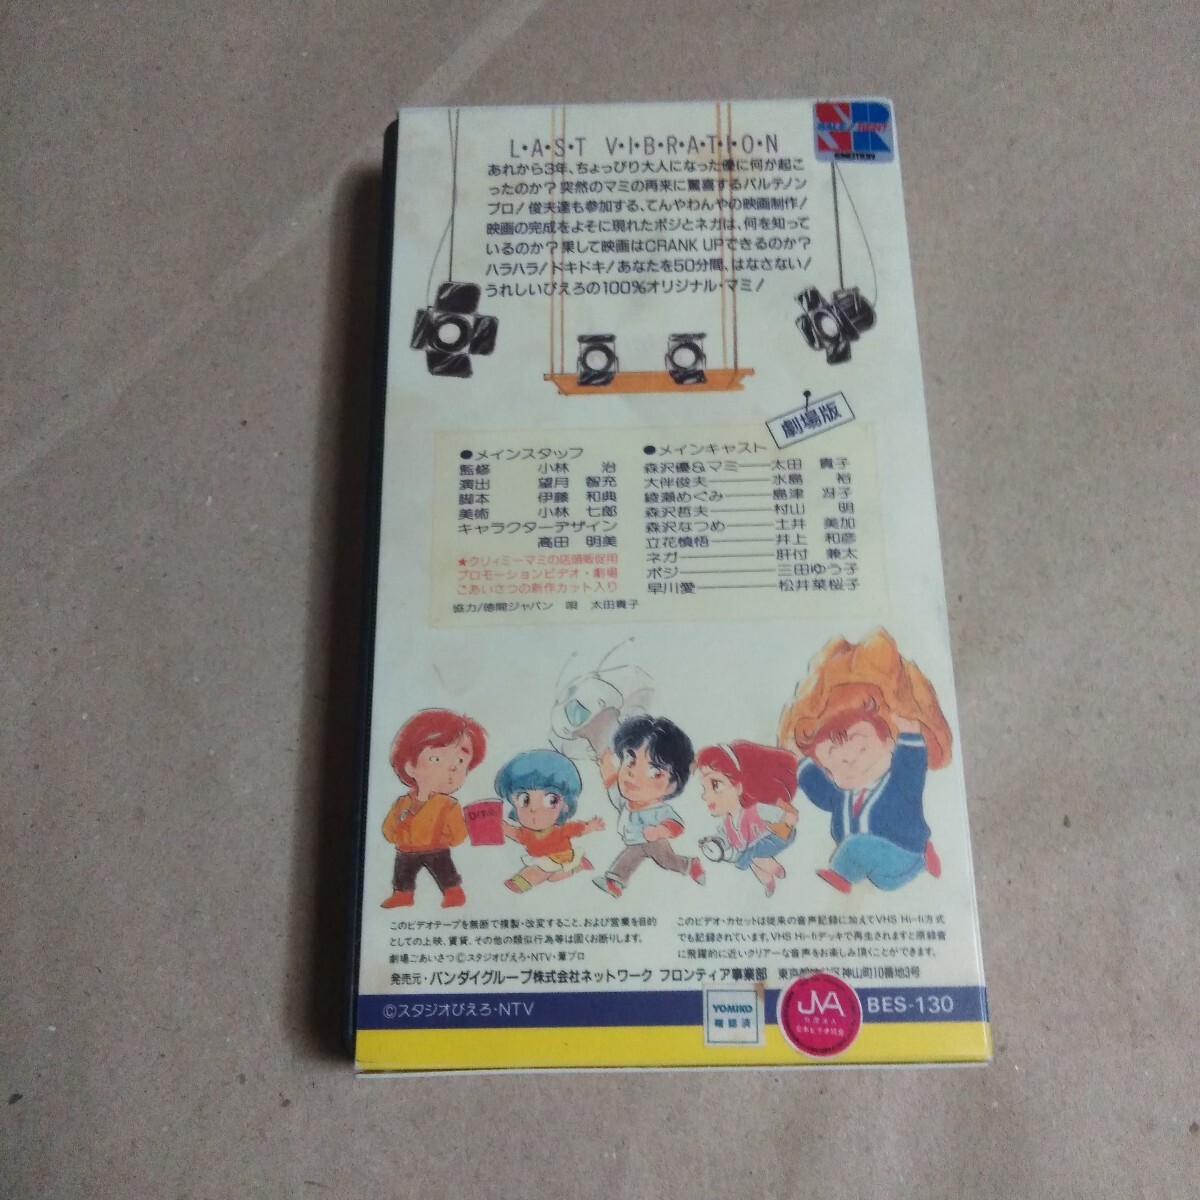 L·A·S·T V·I·B·R·A·T·I·O·N
あれから3年、ちょっぴり大人になった優に何が起こ
ったのか?突然のマミの再来に驚喜するパルテノン
プロ!俊夫達も参加する、てんやわんやの映画制作!
映画の完成をよそに現れたポジとネガは、何を知って
いるのか?果して映画はCRANK UPできるのか?
ハラハラ!ドキドキ!あなたを50分間、はなさない!
うれしいぴえろの100%オリジナル・マミ!
劇場版
●メインスタッフ
監修 小林 治
演出 望月 智充
脚本 伊藤 和典
美術 小林 七郎
キャラクターデザイン
高田 明美
★クリィミーマミの店頭販促用
プロモーションビデオ・劇場
ごあいさつの新作カット入り
協力/徳間ジャパン 唄 太田貴子
●メインキャスト
森沢優&マミ——太田 貴子
大伴俊夫————水島 裕
綾瀬めぐみ———島津 冴子
森沢哲夫————村山 明
森沢なつめ———土井 美加
立花慎悟————井上 和彦
ネガ——————肝付 兼太
ポジ——————三田ゆう子
早川愛—————松井菜桜子
このビデオテープを無断で複製・改変すること、および営業を目的
としての上映、賃貸、その他の類似行為等は固くお断りします。
劇場ごあいさつ©スタジオぴえろ・NTV・葦プロ
このビデオ・カセットは従来の音声記録に加えてVHS Hi-fi方式
でも記録されています。VHS Hi-fiデッキで再生されますと原録音
に飛躍的に近いクリアーな音声をお楽しみ頂くことができます。
発売元・バンダイグループ株式会社ネットワーク フロンティア事業部 東京都渋谷区神山町10番地3号
©スタジオぴえろ・NTV
YOMIKO
確認済
JVA
BES-130